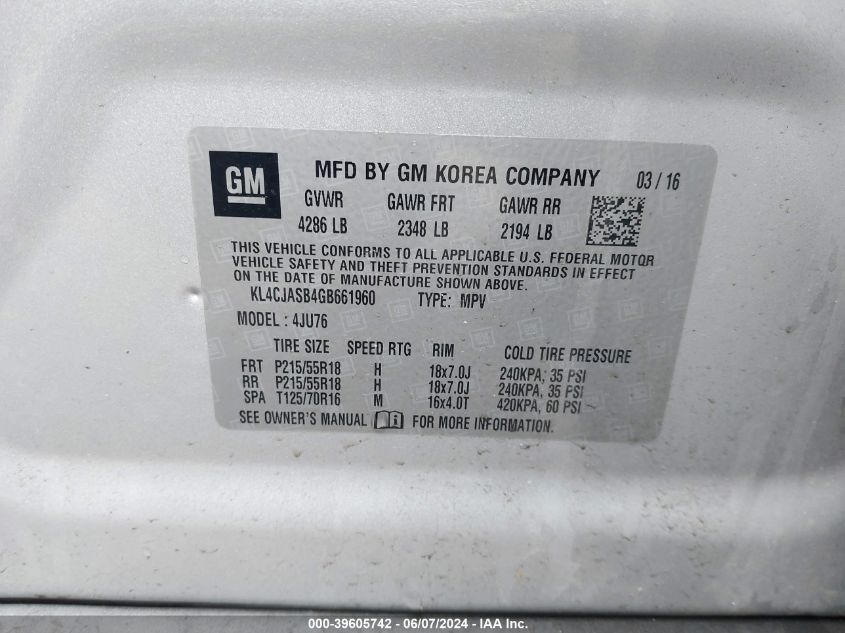 GM
MFD BY GM KOREA COMPANY 03 / 16
GVWR GAWR FRT GAWR RR
4286 LB 2348 LB 2194 LB
THIS VEHICLE CONFORMS TO ALL APPLICABLE U.S. FEDERAL MOTOR
VEHICLE SAFETY AND THEFT PREVENTION STANDARDS IN EFFECT
ON THE DATE OF MANUFACTURE SHOWN ABOVE.
KL4CJASB4GB661960 TYPE: MPV
MODEL : 4JU76
TIRE SIZE SPEED RTG RIM COLD TIRE PRESSURE
FRT P215/55R18 H 18x7.0J 240KPA, 35 PSI
RR P215/55R18 H 18x7.0J 240KPA, 35 PSI
SPA T125/70R16 M 16x4.0T 420KPA, 60 PSI
SEE OWNER'S MANUAL FOR MORE INFORMATION.
000-39605742 - 06/07/2024 - IAA Inc.